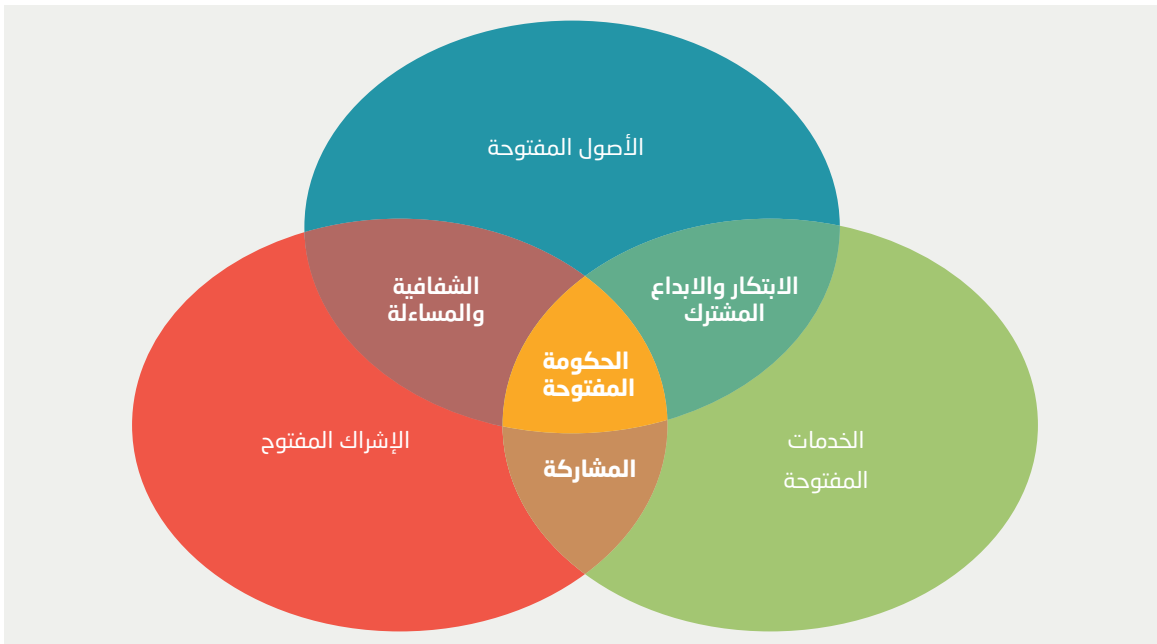 الأصول المفتوحة
الابتكار والابداع
المشترك
الشفافية
والمساءلة
الحكومة
المفتوحة
الخدمات
المفتوحة
الإشراك المفتوح
المشاركة